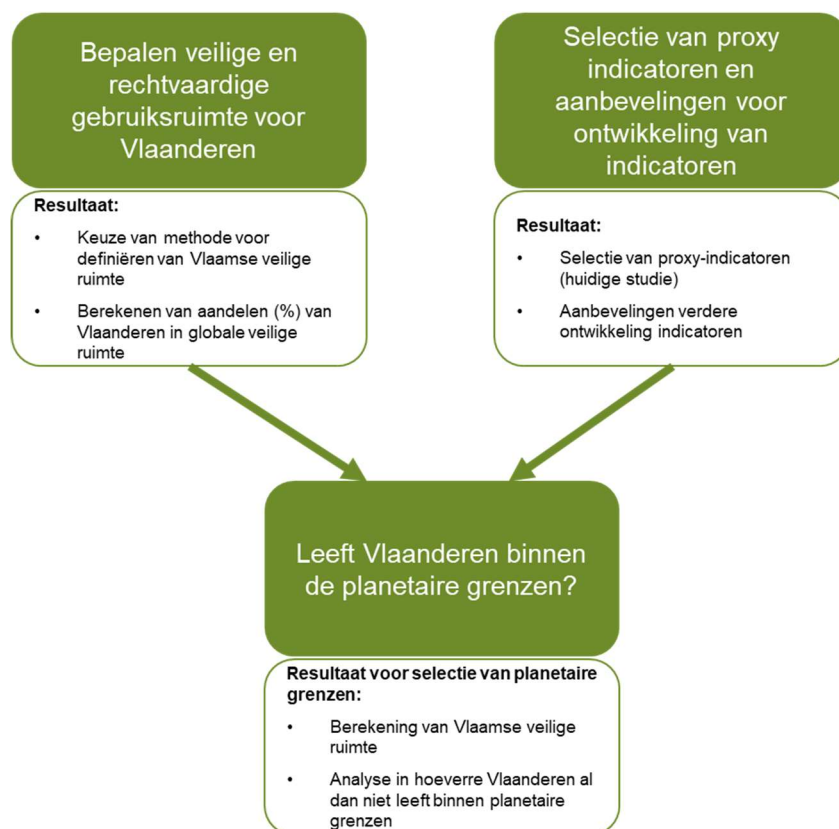 Bepalen veilige en
rechtvaardige
gebruiksruimte voor
Vlaanderen
Resultaat:
• Keuze van methode voor
definiëren van Vlaamse veilige
ruimte
• Berekenen van aandelen (%) van
Vlaanderen in globale veilige
ruimte
Selectie van proxy
indicatoren en
aanbevelingen voor
ontwikkeling van
indicatoren
Resultaat:
• Selectie van proxy-indicatoren
(huidige studie)
• Aanbevelingen verdere
ontwikkeling indicatoren
Leeft Vlaanderen binnen
de planetaire grenzen?
Resultaat voor selectie van planetaire
grenzen:
• Berekening van Vlaamse veilige
ruimte
• Analyse in hoeverre Vlaanderen al
dan niet leeft binnen planetaire
grenzen